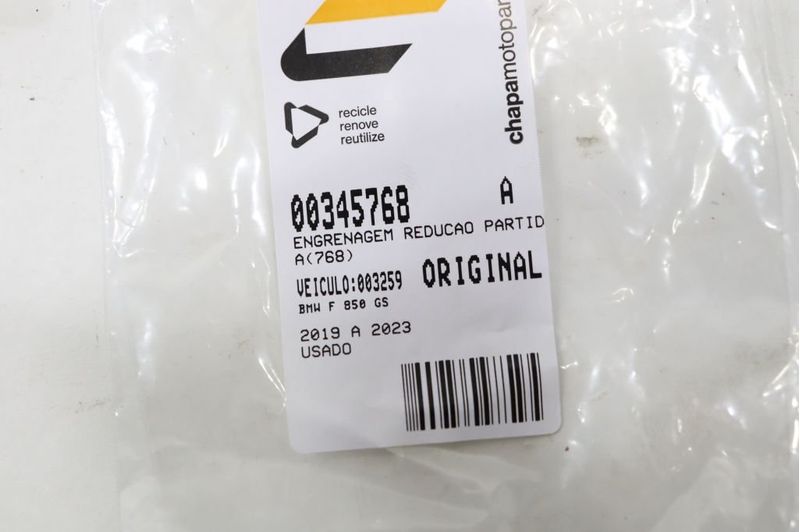 chapamotopar
recicle
renove
reutilize
00345768 A
ENGRENAGEM REDUCAO PARTID
A(768)
VEICULO:003259 ORIGINAL
BMW F 850 GS
2019 A 2023
USADO